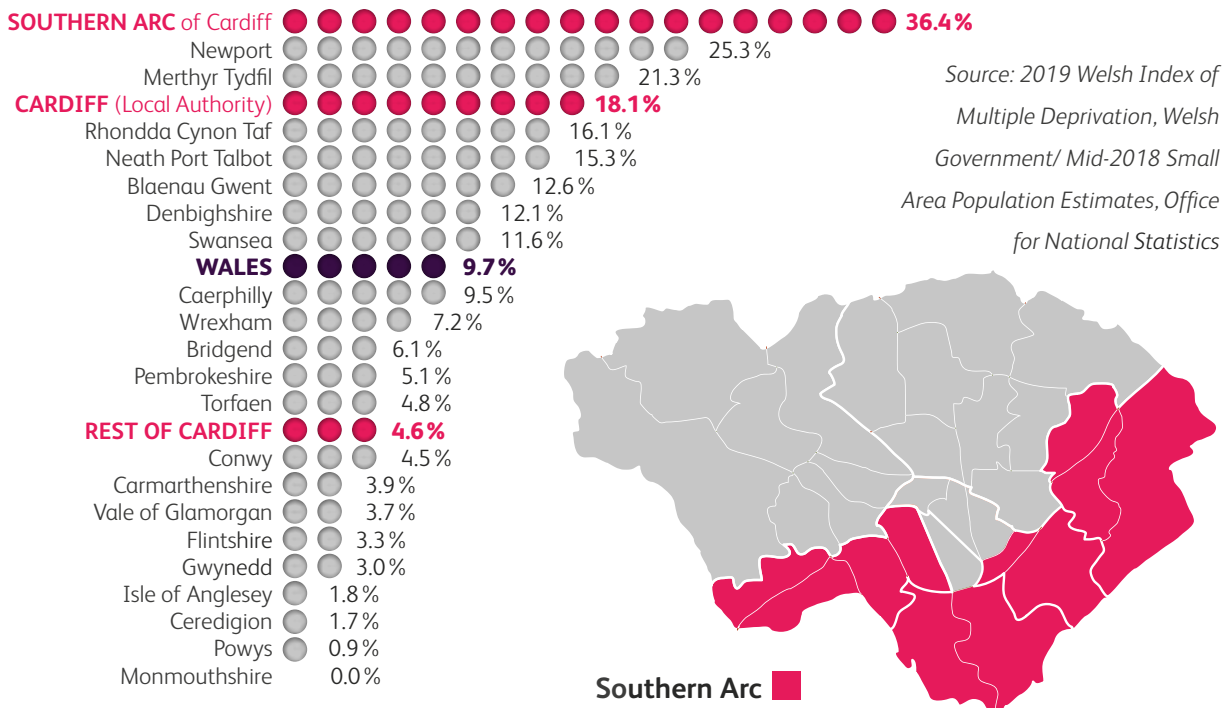 SOUTHERN ARC of Cardiff 36.4%
Newport 25.3%
Merthyr Tydfil 21.3%
CARDIFF (Local Authority) 18.1%
Rhondda Cynon Taf 16.1%
Neath Port Talbot 15.3%
Blaenau Gwent 12.6%
Denbighshire 12.1%
Swansea 11.6%
WALES 9.7%
Caerphilly 9.5%
Wrexham 7.2%
Bridgend 6.1%
Pembrokeshire 5.1%
Torfaen 4.8%
REST OF CARDIFF 4.6%
Conwy 4.5%
Carmarthenshire 3.9%
Vale of Glamorgan 3.7%
Flintshire 3.3%
Gwynedd 3.0%
Isle of Anglesey 1.8%
Ceredigion 1.7%
Powys 0.9%
Monmouthshire 0.0%
Source: 2019 Welsh Index of
Multiple Deprivation, Welsh
Government/ Mid-2018 Small
Area Population Estimates, Office
for National Statistics
Southern Arc